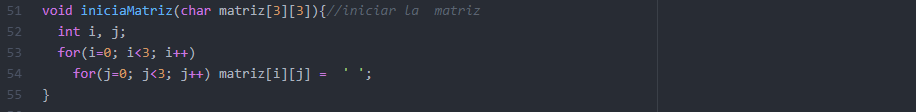 51 void iniciaMatriz(char matriz[3][3]){//iniciar la  matriz
52   int i, j;
53   for(i=0; i<3; i++)
54     for(j=0; j<3; j++) matriz[i][j] =  ' ';
55 }